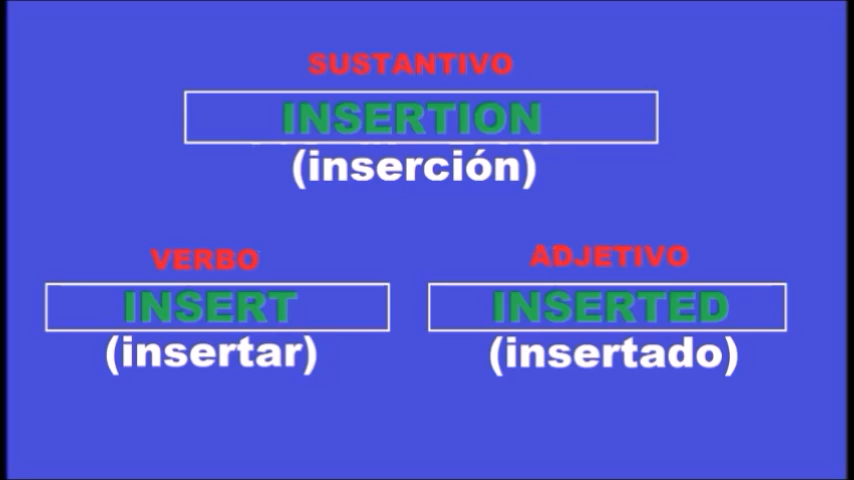 SUSTANTIVO
INSERTION
(inserción)
VERBO
INSERT
(insertar)
ADJETIVO
INSERTED
(insertado)